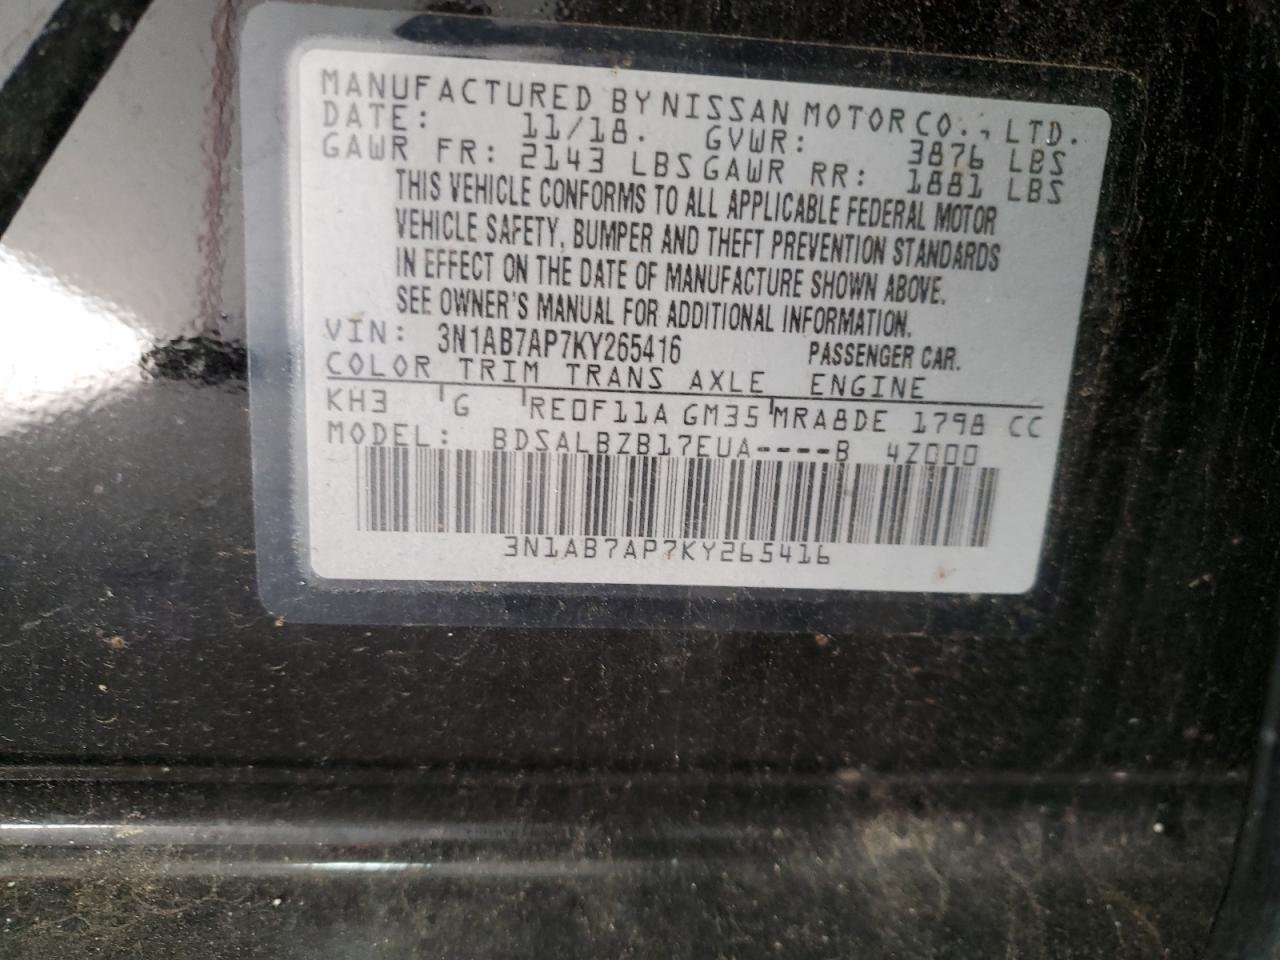 MANUFACTURED BY NISSAN MOTOR CO., LTD.
DATE: 11/18. GVWR: 3876 LBS
GAWR FR: 2143 LBS GAWR RR: 1881 LBS
THIS VEHICLE CONFORMS TO ALL APPLICABLE FEDERAL MOTOR
VEHICLE SAFETY, BUMPER AND THEFT PREVENTION STANDARDS
IN EFFECT ON THE DATE OF MANUFACTURE SHOWN ABOVE.
SEE OWNER'S MANUAL FOR ADDITIONAL INFORMATION.
VIN: 3N1AB7AP7KY265416 PASSENGER CAR.
COLOR TRIM TRANS AXLE ENGINE
KH3 G RE0F11A GM35 MRA8DE 1798 CC
MODEL: BDSALBZB17EUA----B 4Z000
3N1AB7AP7KY265416